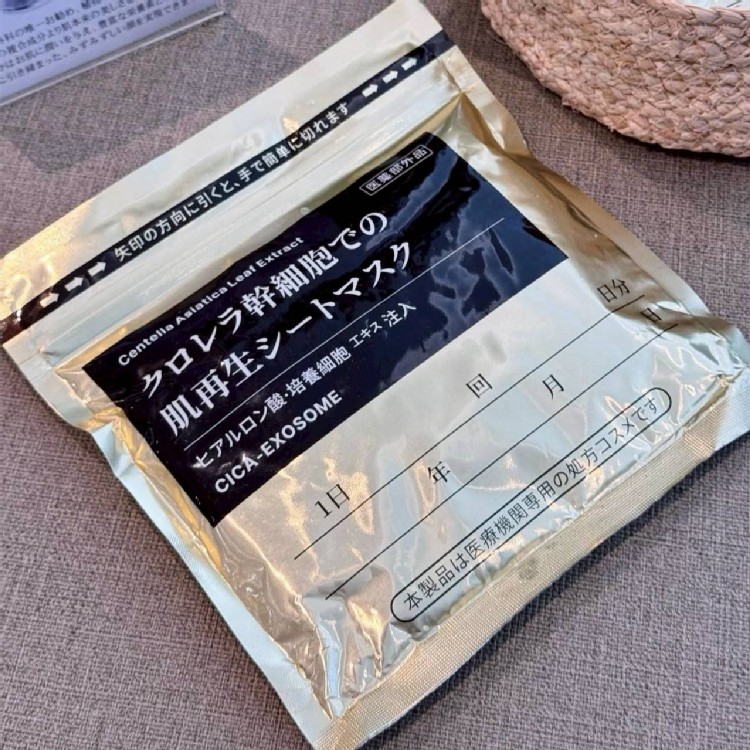 矢印の方向に引くと、手で簡単に切れます
医薬部外品
Centella Asiatica Leaf Extract
クロレラ幹細胞での
肌再生シートマスク
ヒアルロン酸・培養細胞 エキス 注入
CICA-EXOSOME
1日 回 日分
年 月 日
本製品は医療機関専用の処方コスメです